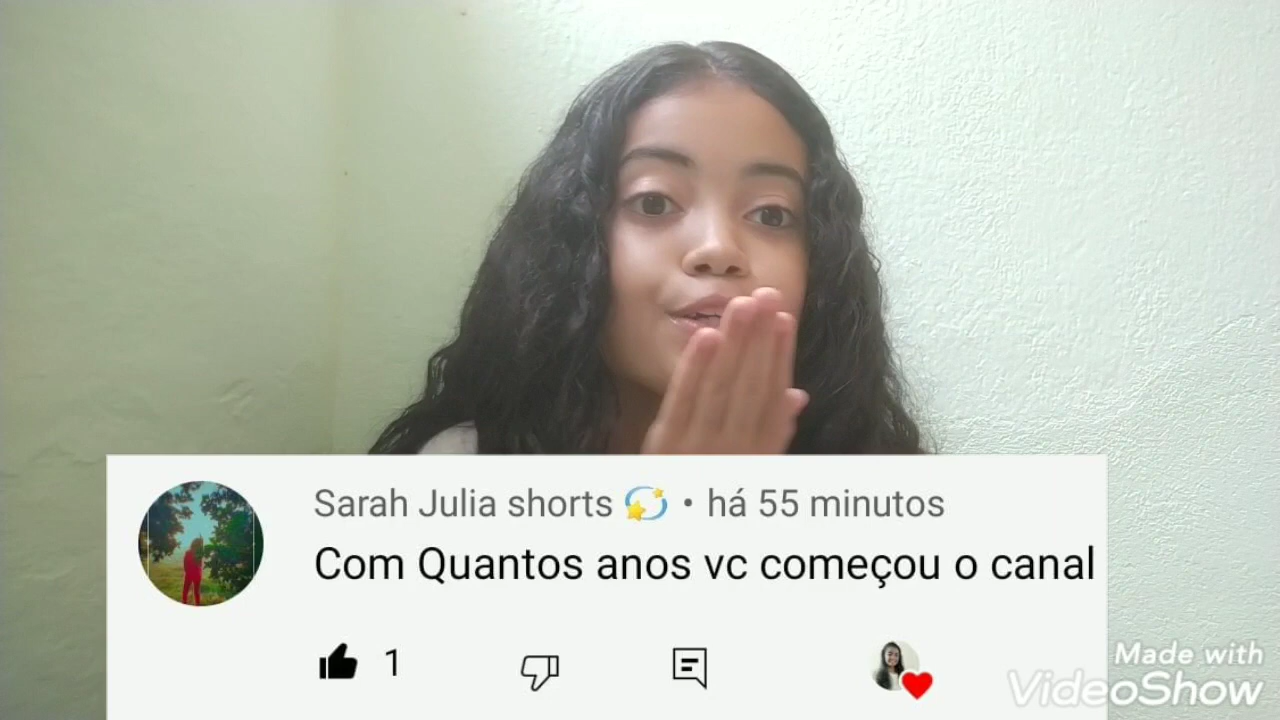 Sarah Julia shorts 💫 • há 55 minutos
Com Quantos anos vc começou o canal
1
Made with
VideoShow